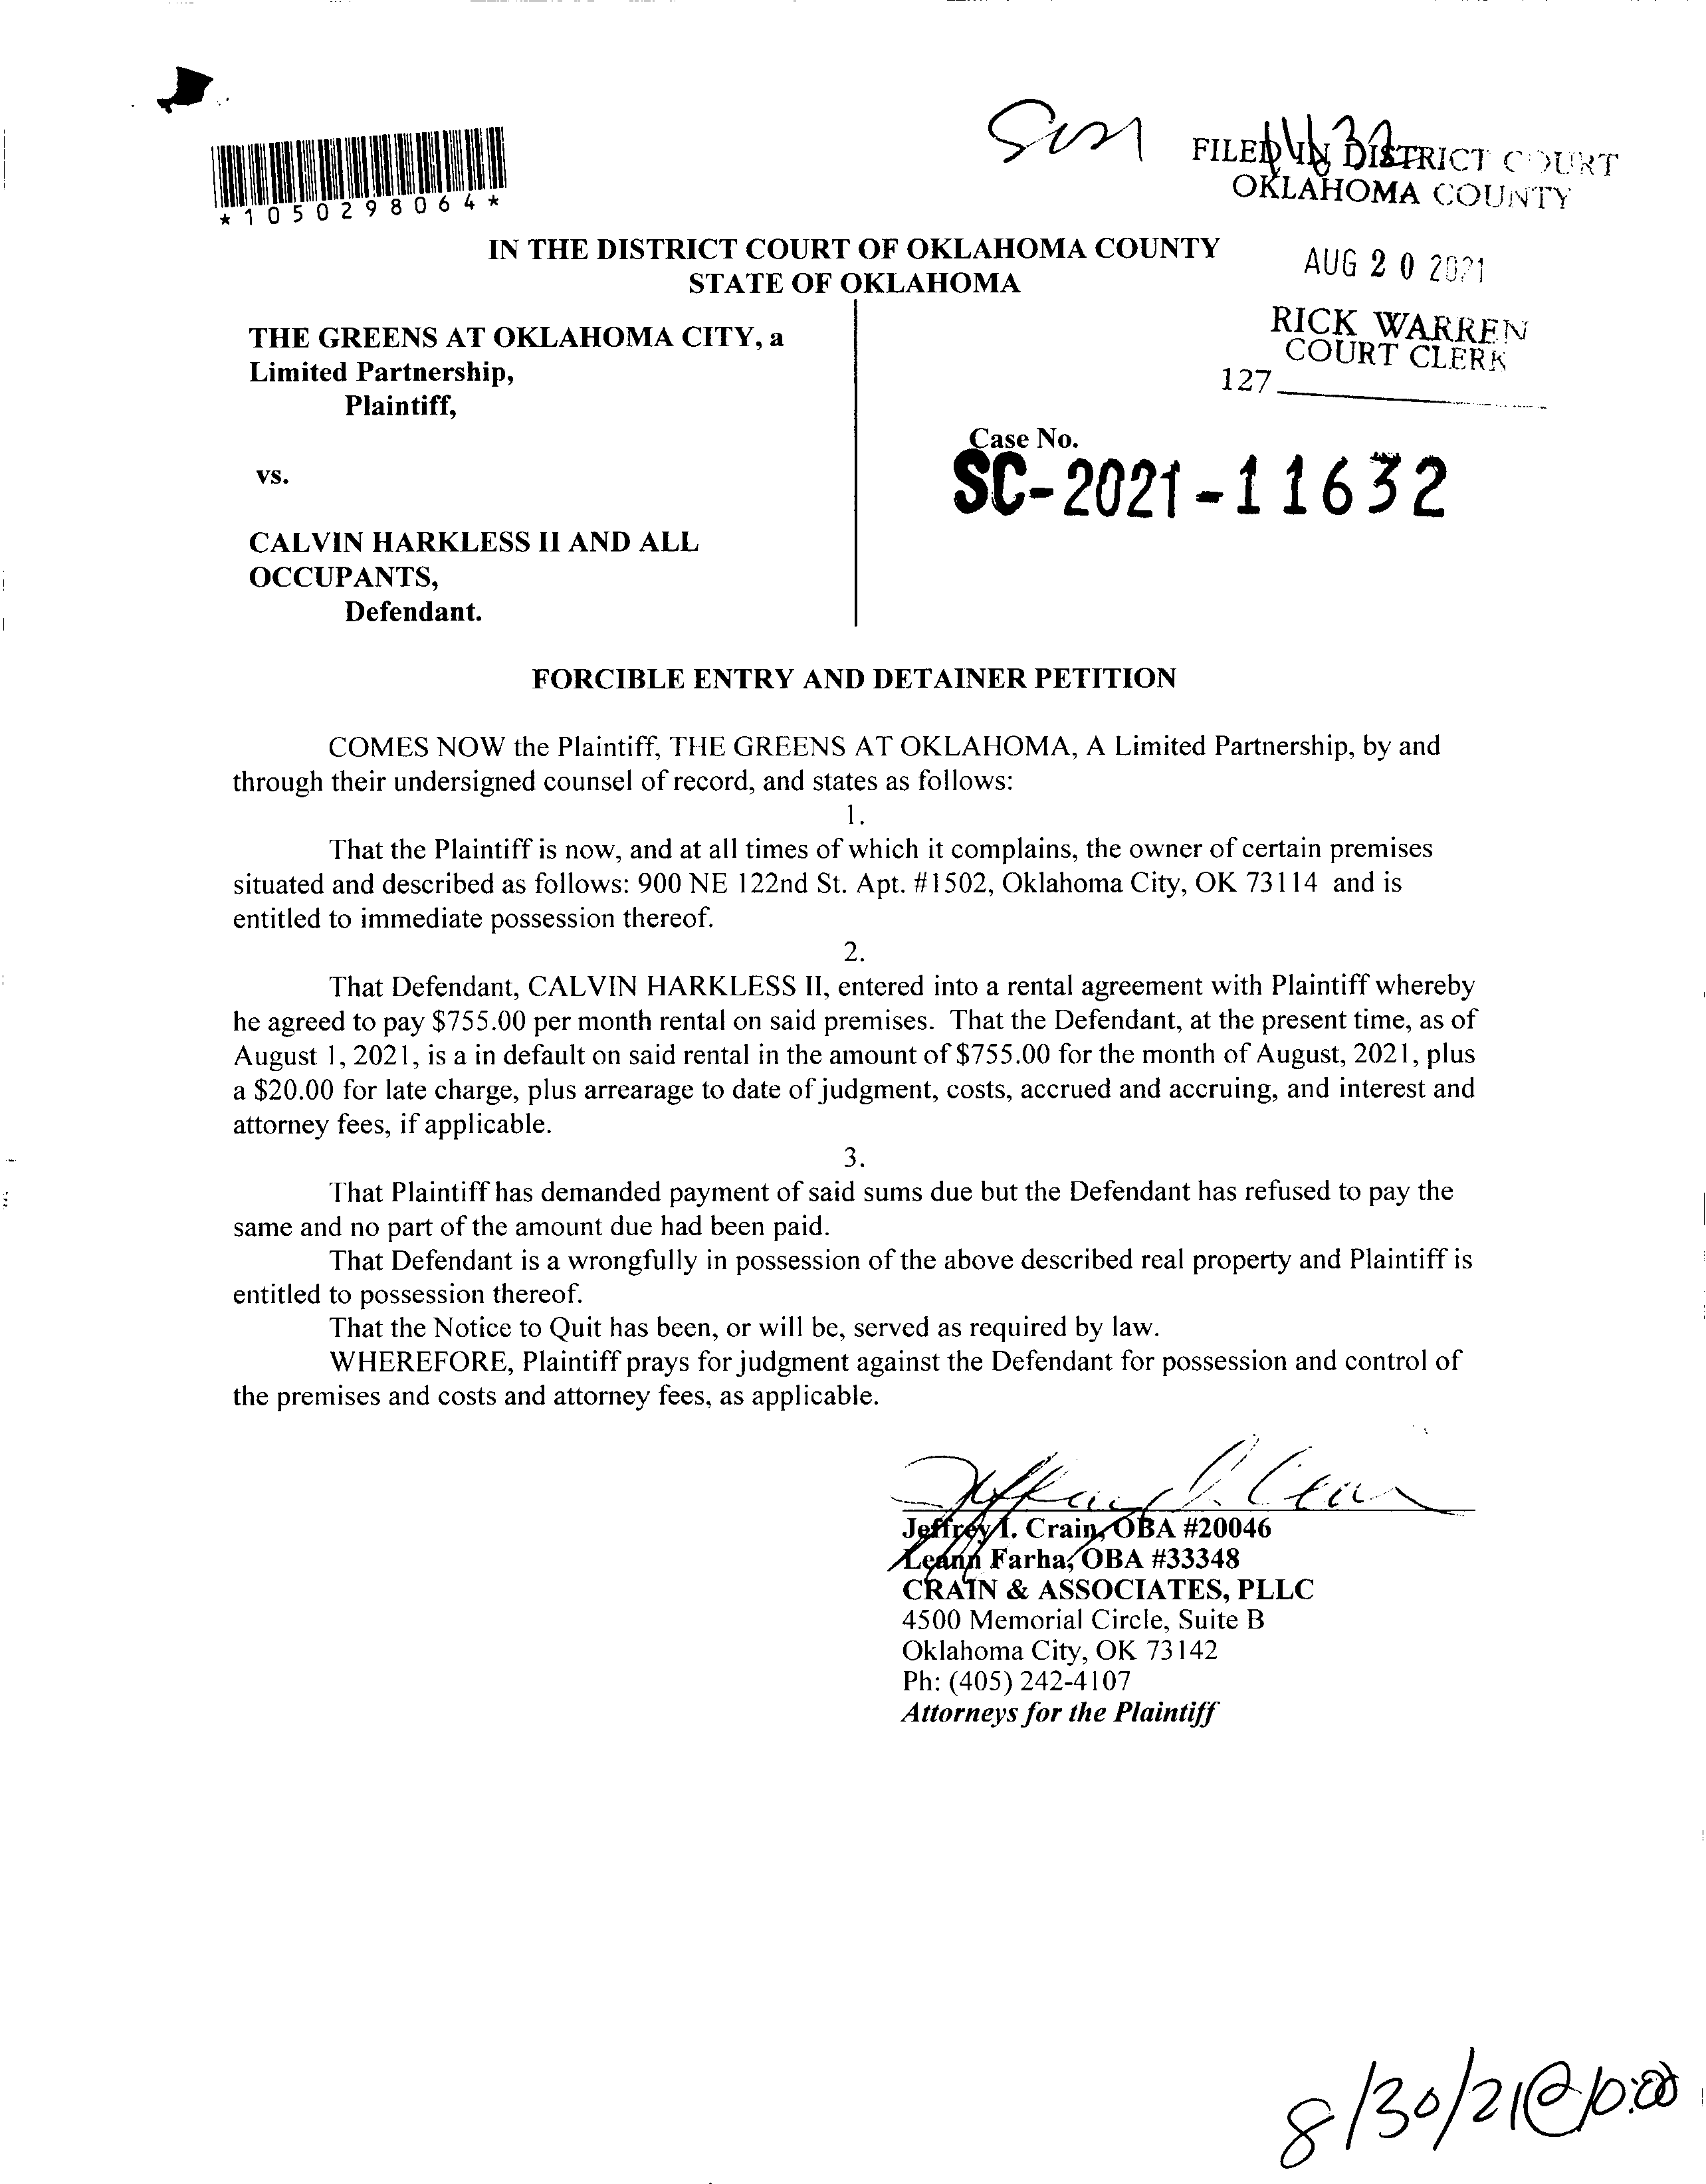 *1050298064*
FILED IN DISTRICT COURT
OKLAHOMA COUNTY
AUG 20 2021
RICK WARREN
COURT CLERK
127
IN THE DISTRICT COURT OF OKLAHOMA COUNTY
STATE OF OKLAHOMA
THE GREENS AT OKLAHOMA CITY, a
Limited Partnership,
Plaintiff,
vs.
CALVIN HARKLESS II AND ALL
OCCUPANTS,
Defendant.
Case No.
SC-2021-11632
FORCIBLE ENTRY AND DETAINER PETITION
COMES NOW the Plaintiff, THE GREENS AT OKLAHOMA, A Limited Partnership, by and
through their undersigned counsel of record, and states as follows:
1.
That the Plaintiff is now, and at all times of which it complains, the owner of certain premises
situated and described as follows: 900 NE 122nd St. Apt. #1502, Oklahoma City, OK 73114 and is
entitled to immediate possession thereof.
2.
That Defendant, CALVIN HARKLESS II, entered into a rental agreement with Plaintiff whereby
he agreed to pay $755.00 per month rental on said premises. That the Defendant, at the present time, as of
August 1, 2021, is a in default on said rental in the amount of $755.00 for the month of August, 2021, plus
a $20.00 for late charge, plus arrearage to date of judgment, costs, accrued and accruing, and interest and
attorney fees, if applicable.
3.
That Plaintiff has demanded payment of said sums due but the Defendant has refused to pay the
same and no part of the amount due had been paid.
That Defendant is a wrongfully in possession of the above described real property and Plaintiff is
entitled to possession thereof.
That the Notice to Quit has been, or will be, served as required by law.
WHEREFORE, Plaintiff prays for judgment against the Defendant for possession and control of
the premises and costs and attorney fees, as applicable.
Jeffrey I. Crain, OBA #20046
Leann Farha, OBA #33348
CRAIN & ASSOCIATES, PLLC
4500 Memorial Circle, Suite B
Oklahoma City, OK 73142
Ph: (405) 242-4107
Attorneys for the Plaintiff
8/30/21@10:00